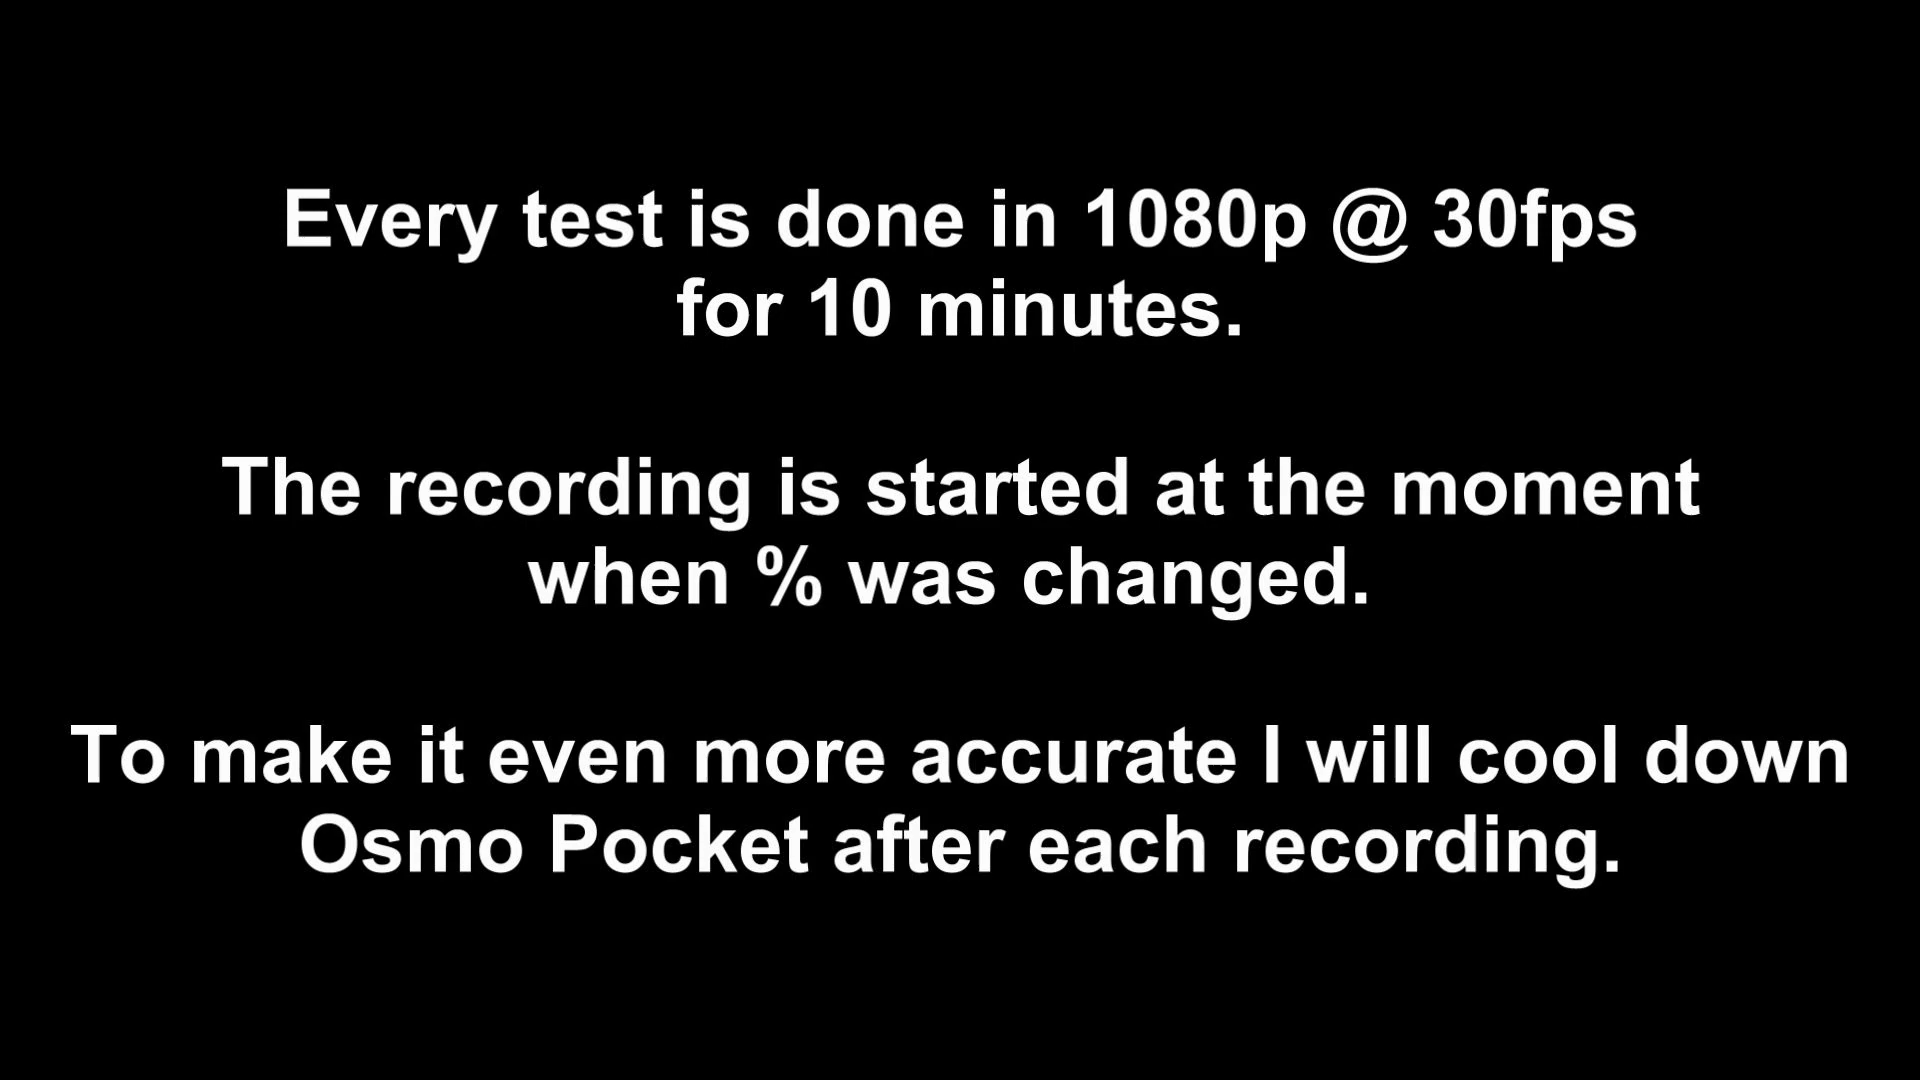 Every test is done in 1080p @ 30fps
for 10 minutes.
The recording is started at the moment
when % was changed.
To make it even more accurate I will cool down
Osmo Pocket after each recording.